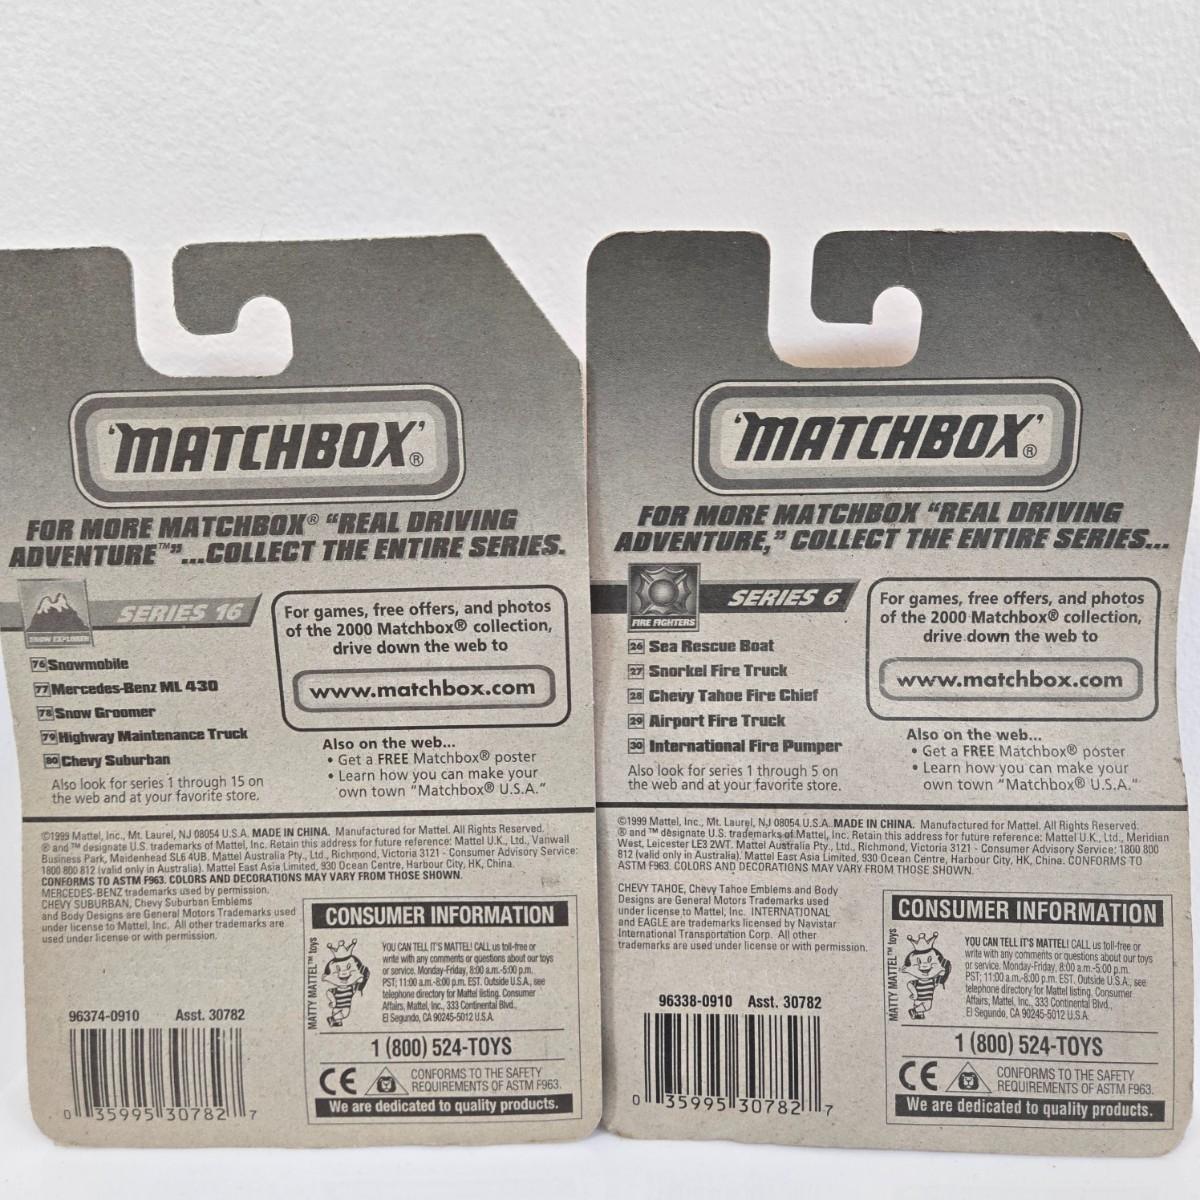 'MATCHBOX'®
FOR MORE MATCHBOX® "REAL DRIVING
ADVENTURE™"...COLLECT THE ENTIRE SERIES.
SNOW EXPLORER
SERIES 16
76 Snowmobile
77 Mercedes-Benz ML 430
78 Snow Groomer
79 Highway Maintenance Truck
80 Chevy Suburban
Also look for series 1 through 15 on
the web and at your favorite store.
For games, free offers, and photos
of the 2000 Matchbox® collection,
drive down the web to
www.matchbox.com
Also on the web...
• Get a FREE Matchbox® poster
• Learn how you can make your
own town "Matchbox® U.S.A."
©1999 Mattel, Inc., Mt. Laurel, NJ 08054 U.S.A. MADE IN CHINA. Manufactured for Mattel. All Rights Reserved.
® and ™ designate U.S. trademarks of Mattel, Inc. Retain this address for future reference: Mattel U.K., Ltd., Vanwall
Business Park, Maidenhead SL6 4UB. Mattel Australia Pty., Ltd., Richmond, Victoria 3121 - Consumer Advisory Service:
1800 800 812 (valid only in Australia). Mattel East Asia Limited, 930 Ocean Centre, Harbour City, HK, China.
CONFORMS TO ASTM F963. COLORS AND DECORATIONS MAY VARY FROM THOSE SHOWN.
MERCEDES-BENZ trademarks used by permission.
CHEVY SUBURBAN, Chevy Suburban Emblems
and Body Designs are General Motors Trademarks used
under license to Mattel, Inc. All other trademarks are
used under license or with permission.
96374-0910 Asst. 30782
0 35995 30782 7
CONSUMER INFORMATION
MATTY MATTEL™ toys
YOU CAN TELL IT'S MATTEL! CALL us toll-free or
write with any comments or questions about our toys
or service. Monday-Friday, 8:00 a.m.-5:00 p.m.
PST; 11:00 a.m.-8:00 p.m. EST. Outside U.S.A., see
telephone directory for Mattel listing. Consumer
Affairs, Mattel, Inc., 333 Continental Blvd.,
El Segundo, CA 90245-5012 U.S.A.
1 (800) 524-TOYS
CE
CONFORMS TO THE SAFETY
REQUIREMENTS OF ASTM F963.
We are dedicated to quality products.
'MATCHBOX'®
FOR MORE MATCHBOX "REAL DRIVING
ADVENTURE," COLLECT THE ENTIRE SERIES...
FIRE FIGHTERS
SERIES 6
26 Sea Rescue Boat
27 Snorkel Fire Truck
28 Chevy Tahoe Fire Chief
29 Airport Fire Truck
30 International Fire Pumper
Also look for series 1 through 5 on
the web and at your favorite store.
For games, free offers, and photos
of the 2000 Matchbox® collection,
drive down the web to
www.matchbox.com
Also on the web...
• Get a FREE Matchbox® poster
• Learn how you can make your
own town "Matchbox® U.S.A."
©1999 Mattel, Inc., Mt. Laurel, NJ 08054 U.S.A. MADE IN CHINA. Manufactured for Mattel. All Rights Reserved.
® and ™ designate U.S. trademarks of Mattel, Inc. Retain this address for future reference: Mattel U.K., Ltd., Meridian
West, Leicester LE3 2WT. Mattel Australia Pty., Ltd., Richmond, Victoria 3121 - Consumer Advisory Service: 1800 800
812 (valid only in Australia). Mattel East Asia Limited, 930 Ocean Centre, Harbour City, HK, China. CONFORMS TO
ASTM F963. COLORS AND DECORATIONS MAY VARY FROM THOSE SHOWN.
CHEVY TAHOE, Chevy Tahoe Emblems and Body
Designs are General Motors Trademarks used
under license to Mattel, Inc. INTERNATIONAL
and EAGLE are trademarks licensed by Navistar
International Transportation Corp. All other
trademarks are used under license or with permission.
96338-0910 Asst. 30782
0 35995 30782 7
CONSUMER INFORMATION
MATTY MATTEL™ toys
YOU CAN TELL IT'S MATTEL! CALL us toll-free or
write with any comments or questions about our toys
or service. Monday-Friday, 8:00 a.m.-5:00 p.m.
PST; 11:00 a.m.-8:00 p.m. EST. Outside U.S.A., see
telephone directory for Mattel listing. Consumer
Affairs, Mattel, Inc., 333 Continental Blvd.,
El Segundo, CA 90245-5012 U.S.A.
1 (800) 524-TOYS
CE
CONFORMS TO THE SAFETY
REQUIREMENTS OF ASTM F963.
We are dedicated to quality products.